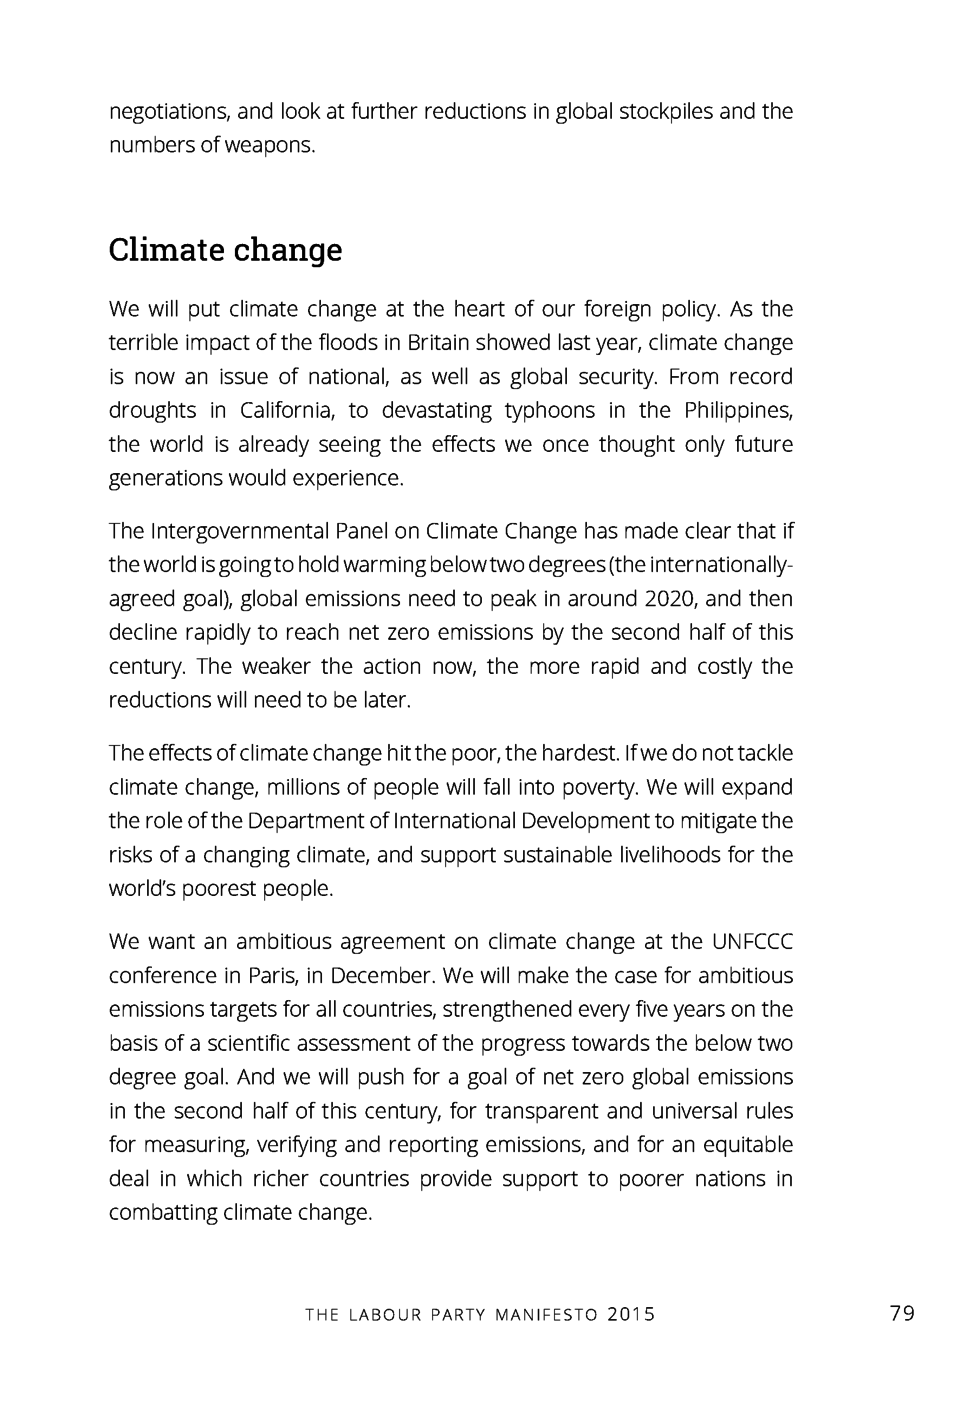 negotiations, and look at further reductions in global stockpiles and the
numbers of weapons.
Climate change
We will put climate change at the heart of our foreign policy. As the
terrible impact of the floods in Britain showed last year, climate change
is now an issue of national, as well as global security. From record
droughts in California, to devastating typhoons in the Philippines,
the world is already seeing the effects we once thought only future
generations would experience.
The Intergovernmental Panel on Climate Change has made clear that if
the world is going to hold warming below two degrees (the internationally-
agreed goal), global emissions need to peak in around 2020, and then
decline rapidly to reach net zero emissions by the second half of this
century. The weaker the action now, the more rapid and costly the
reductions will need to be later.
The effects of climate change hit the poor, the hardest. If we do not tackle
climate change, millions of people will fall into poverty. We will expand
the role of the Department of International Development to mitigate the
risks of a changing climate, and support sustainable livelihoods for the
world’s poorest people.
We want an ambitious agreement on climate change at the UNFCCC
conference in Paris, in December. We will make the case for ambitious
emissions targets for all countries, strengthened every five years on the
basis of a scientific assessment of the progress towards the below two
degree goal. And we will push for a goal of net zero global emissions
in the second half of this century, for transparent and universal rules
for measuring, verifying and reporting emissions, and for an equitable
deal in which richer countries provide support to poorer nations in
combatting climate change.
THE LABOUR PARTY MANIFESTO 2015 79